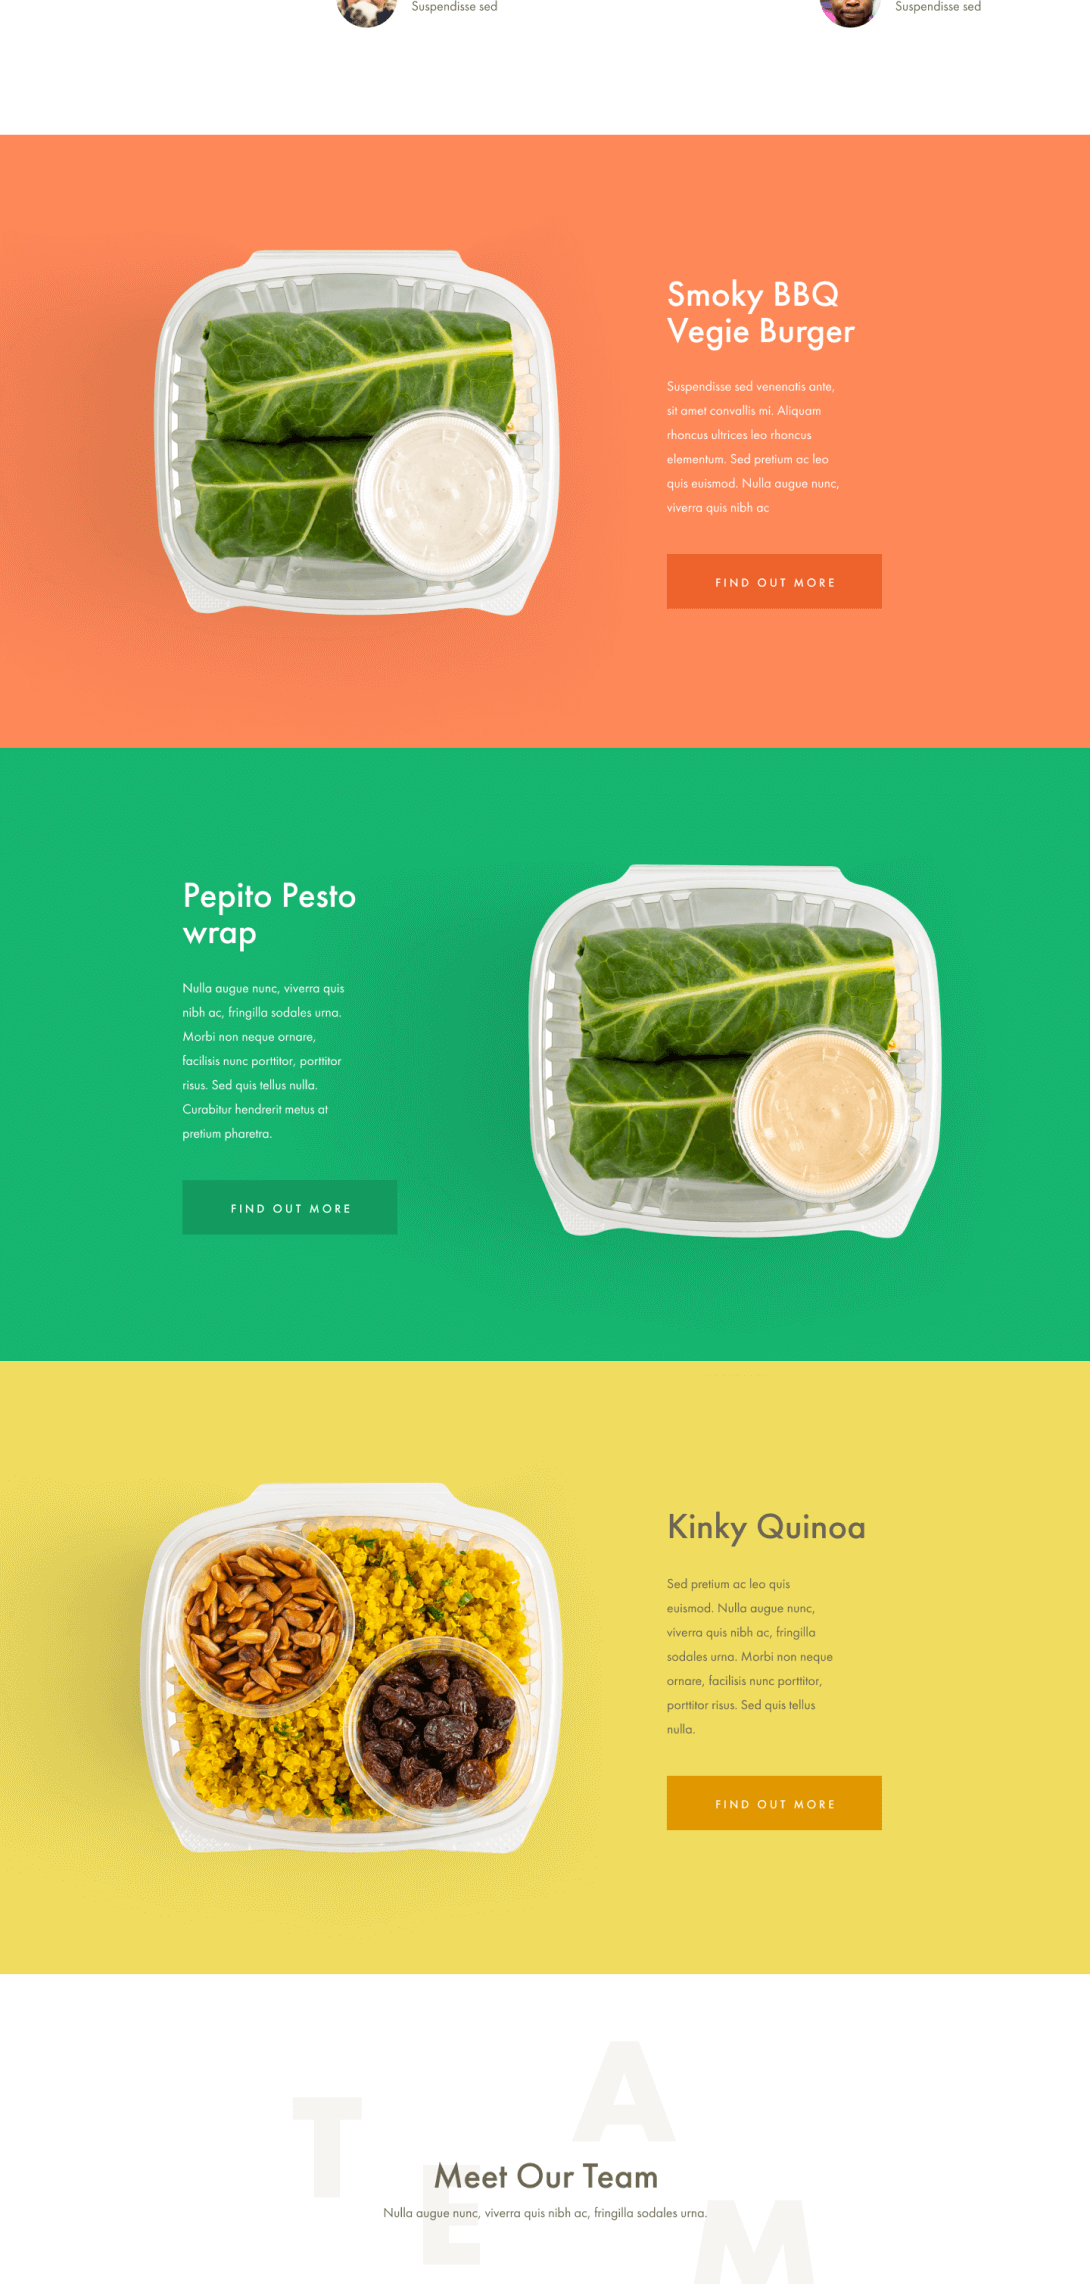 Suspendisse sed
Suspendisse sed
Smoky BBQ
Vegie Burger
Suspendisse sed venenatis ante,
sit amet convallis mi. Aliquam
rhoncus ultrices leo rhoncus
elementum. Sed pretium ac leo
quis euismod. Nulla augue nunc,
viverra quis nibh ac
FIND OUT MORE
Pepito Pesto
wrap
Nulla augue nunc, viverra quis
nibh ac, fringilla sodales urna.
Morbi non neque ornare,
facilisis nunc porttitor, porttitor
risus. Sed quis tellus nulla.
Curabitur hendrerit metus at
pretium pharetra.
FIND OUT MORE
Kinky Quinoa
Sed pretium ac leo quis
euismod. Nulla augue nunc,
viverra quis nibh ac, fringilla
sodales urna. Morbi non neque
ornare, facilisis nunc porttitor,
porttitor risus. Sed quis tellus
nulla.
FIND OUT MORE
TEAM
Meet Our Team
Nulla augue nunc, viverra quis nibh ac, fringilla sodales urna.